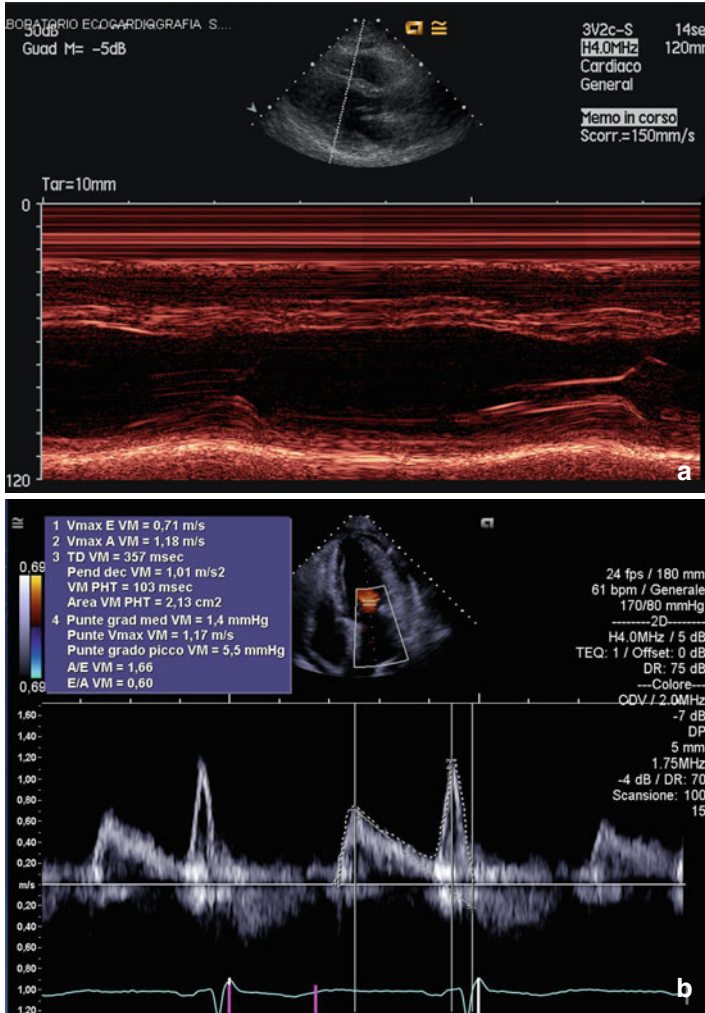 BORATORIO ECOCARDIOGRAFIA S....
50dB
Guad M= -5dB
3V2c-S 14se
H4.0MHz 120m
Cardiaco
General
Memo in corso
Scorr.=150mm/s
Tar=10mm
0
120
a
1 Vmax E VM = 0,71 m/s
2 Vmax A VM = 1,18 m/s
3 TD VM = 357 msec
Pend dec VM = 1,01 m/s2
VM PHT = 103 msec
Area VM PHT = 2,13 cm2
4 Punte grad med VM = 1,4 mmHg
Punte Vmax VM = 1,17 m/s
Punte grado picco VM = 5,5 mmHg
A/E VM = 1,66
E/A VM = 0,60
0,69
0,69
24 fps / 180 mm
61 bpm / Generale
170/80 mmHg
--------2D--------
H4.0MHz / 5 dB
TEQ: 1 / Offset: 0 dB
DR: 75 dB
---Colore---
CDV / 2.0MHz
-7 dB
DP
5 mm
1.75MHz
-4 dB / DR: 70
Scansione: 100
15
1,60
1,40
1,20
1,00
0,80
0,60
0,40
0,20
m/s
0,20
0,40
0,60
0,80
1,00
1,20
b